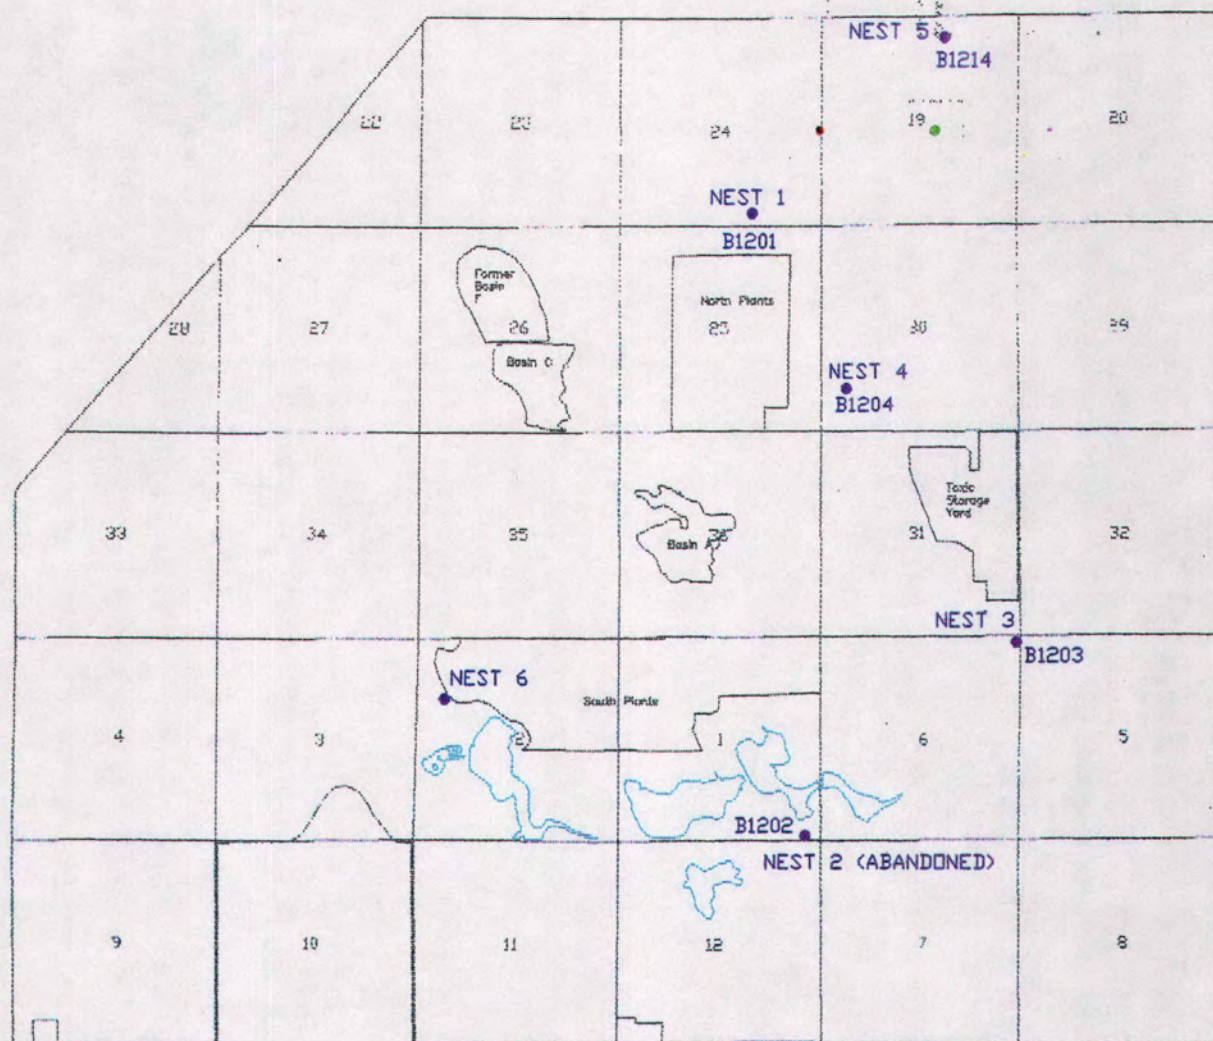 NEST 5
B1214
22
23
24
19
20
NEST 1
B1201
Former
Basin
F
North Plants
28
27
26
25
30
29
Basin C
NEST 4
B1204
Toxic
Storage
Yard
33
34
35
Basin A
36
31
32
NEST 3
B1203
NEST 6
South Plants
4
3
2
1
6
5
B1202
NEST 2 (ABANDONED)
9
10
11
12
7
8